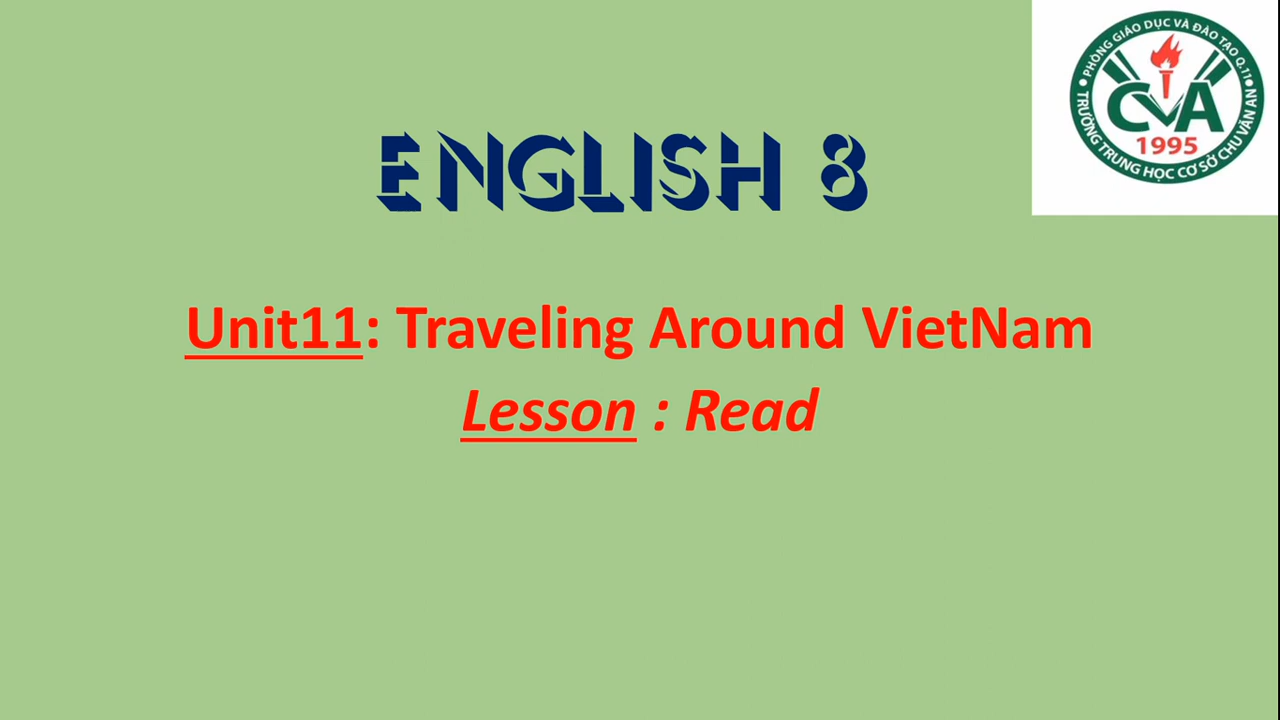 PHÒNG GIÁO DỤC VÀ ĐÀO TẠO Q.11
CVA
1995
TRƯỜNG TRUNG HỌC CƠ SỞ CHU VĂN AN
ENGLISH 8
Unit11: Traveling Around VietNam
Lesson : Read